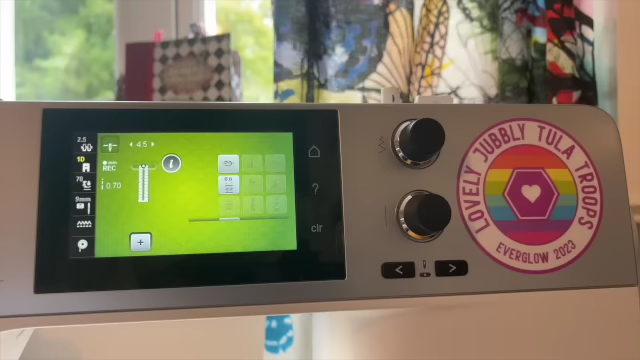 2.5
4.5
1D
REC
70
0.70
9mm
i
+
?
clr
<
>
LOVELY JUBBLY TULA TROOPS
EVERGLOW 2023